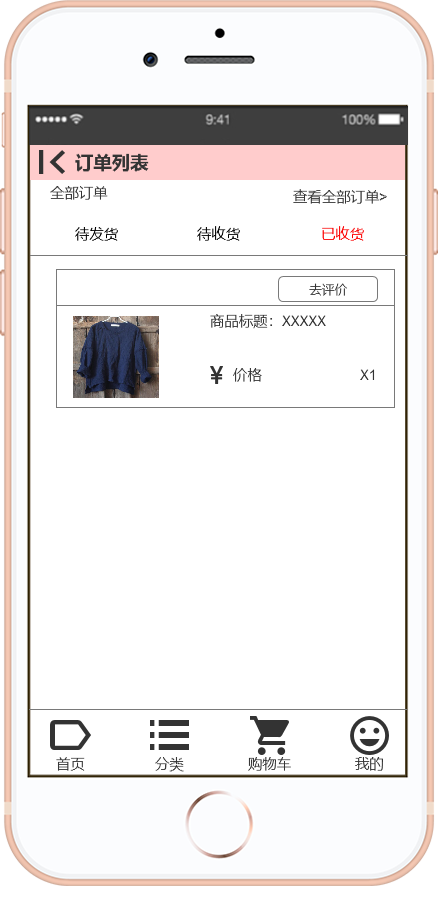 9:41
100%
订单列表
全部订单
查看全部订单>
待发货 待收货 已收货
去评价
商品标题：XXXXX
¥ 价格 X1
首页 分类 购物车 我的